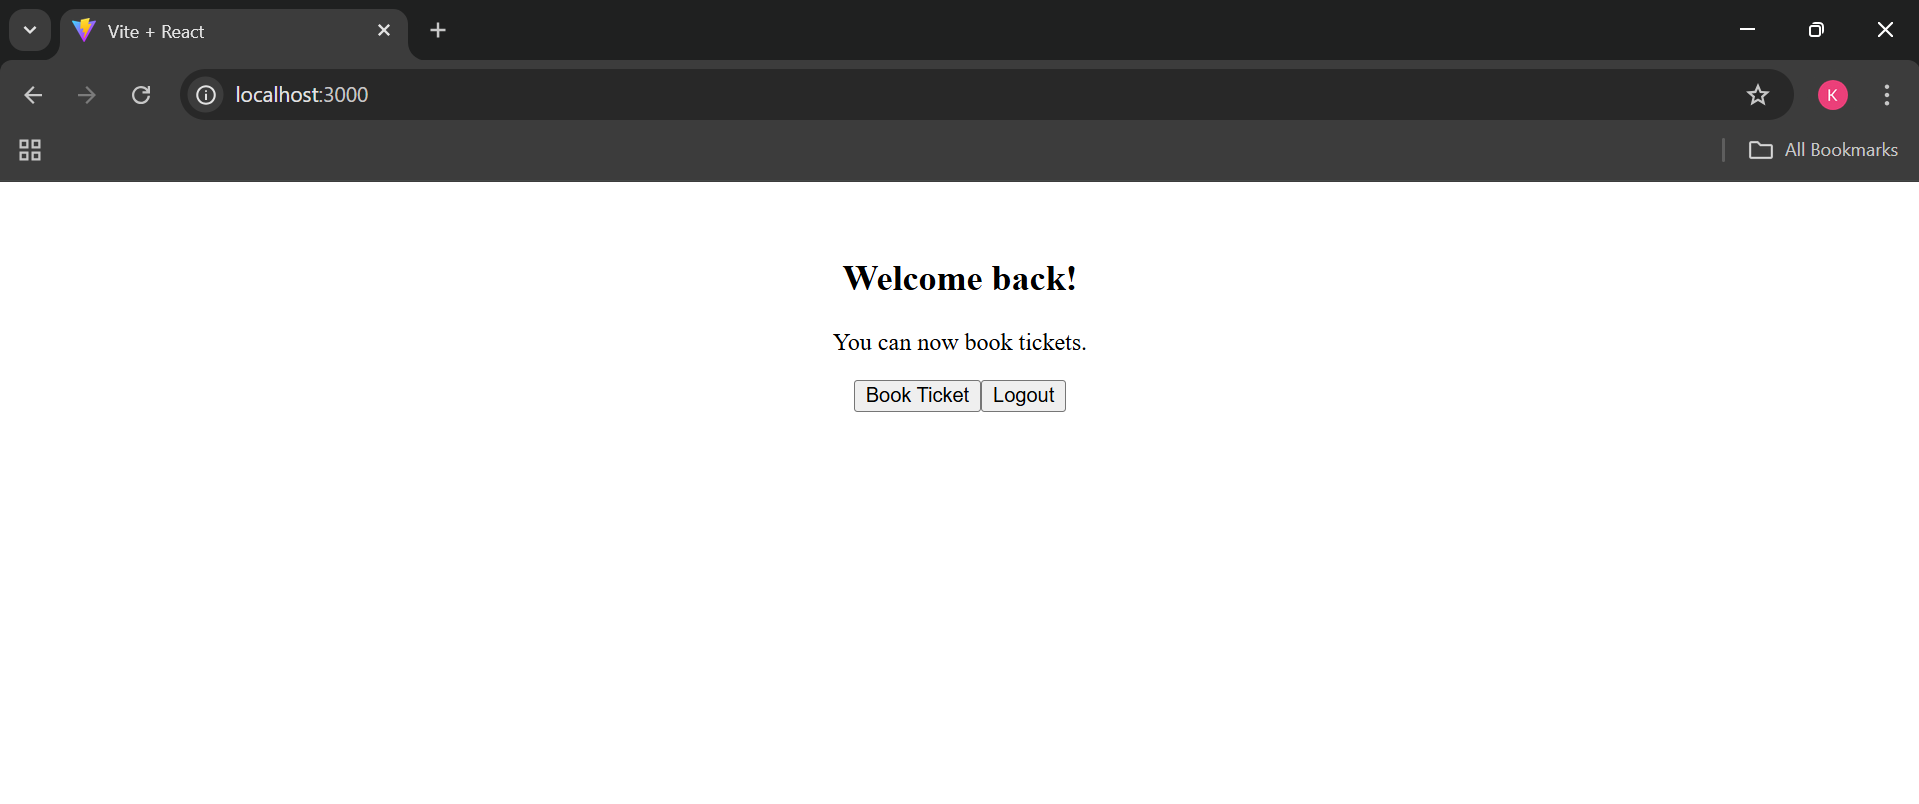 Vite + React
localhost:3000
K
All Bookmarks
Welcome back!
You can now book tickets.
Book Ticket Logout